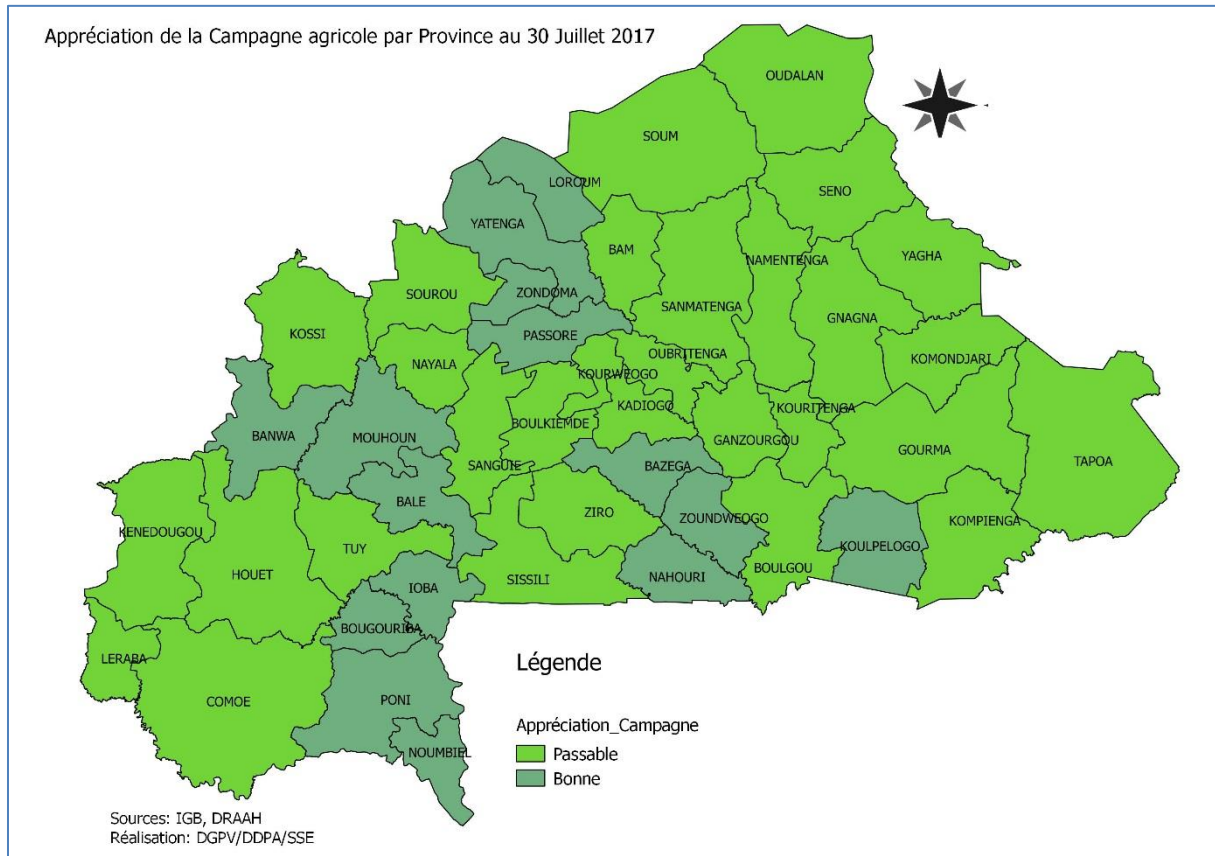 Appréciation de la Campagne agricole par Province au 30 Juillet 2017
OUDALAN
SOUM
LOROUM
SENO
YATENGA
BAM
NAMENTENGA
YAGHA
ZONDOMA
SOUROU
SANMATENGA
GNAGNA
KOSSI
PASSORE
OUBRITENGA
KOMONDJARI
NAYALA
KOURWEOGO
KADIOGO
KOURITENGA
BANWA
MOUHOUN
BOULKIEMDE
GANZOURGOU
GOURMA
TAPOA
SANGUIE
BAZEGA
BALE
ZIRO
ZOUNDWEOGO
KOMPIENGA
KENEDOUGOU
TUY
KOULPELOGO
HOUET
IOBA
SISSILI
NAHOURI
BOULGOU
BOUGOURIBA
LERABA
COMOE
PONI
NOUMBIEL
Légende
Appréciation_Campagne
Passable
Bonne
Sources: IGB, DRAAH
Réalisation: DGPV/DDPA/SSE